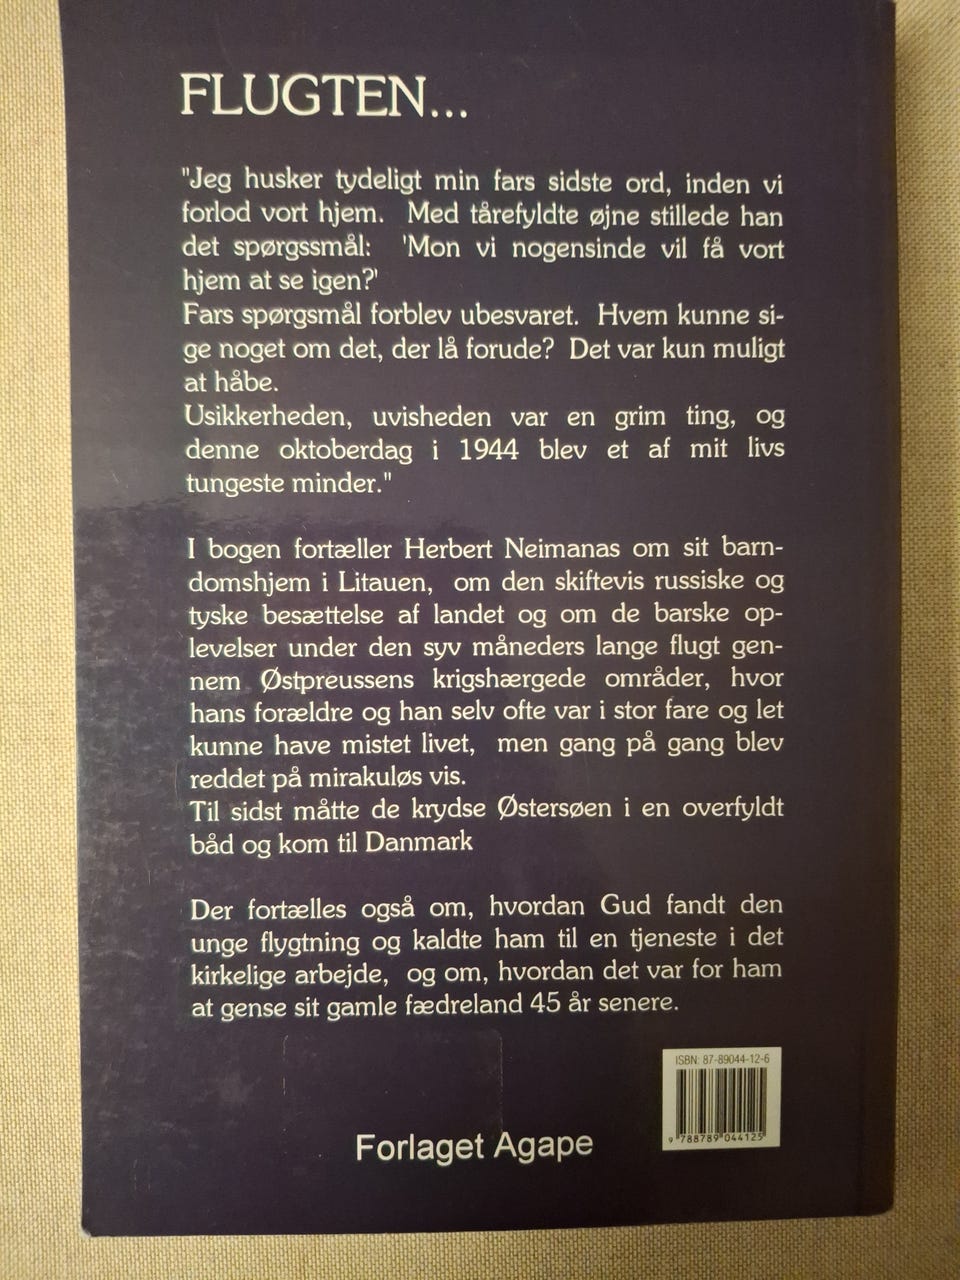 FLUGTEN...
"Jeg husker tydeligt min fars sidste ord, inden vi
forlod vort hjem. Med tårefyldte øjne stillede han
det spørgssmål: 'Mon vi nogensinde vil få vort
hjem at se igen?'
Fars spørgsmål forblev ubesvaret. Hvem kunne si-
ge noget om det, der lå forude? Det var kun muligt
at håbe.
Usikkerheden, uvisheden var en grim ting, og
denne oktoberdag i 1944 blev et af mit livs
tungeste minder."
I bogen fortæller Herbert Neimanas om sit barn-
domshjem i Litauen, om den skiftevis russiske og
tyske besættelse af landet og om de barske op-
levelser under den syv måneders lange flugt gen-
nem Østpreussens krigshærgede områder, hvor
hans forældre og han selv ofte var i stor fare og let
kunne have mistet livet, men gang på gang blev
reddet på mirakuløs vis.
Til sidst måtte de krydse Østersøen i en overfyldt
båd og kom til Danmark
Der fortælles også om, hvordan Gud fandt den
unge flygtning og kaldte ham til en tjeneste i det
kirkelige arbejde, og om, hvordan det var for ham
at gense sit gamle fædreland 45 år senere.
ISBN: 87-89044-12-6
9 788789 044125
Forlaget Agape